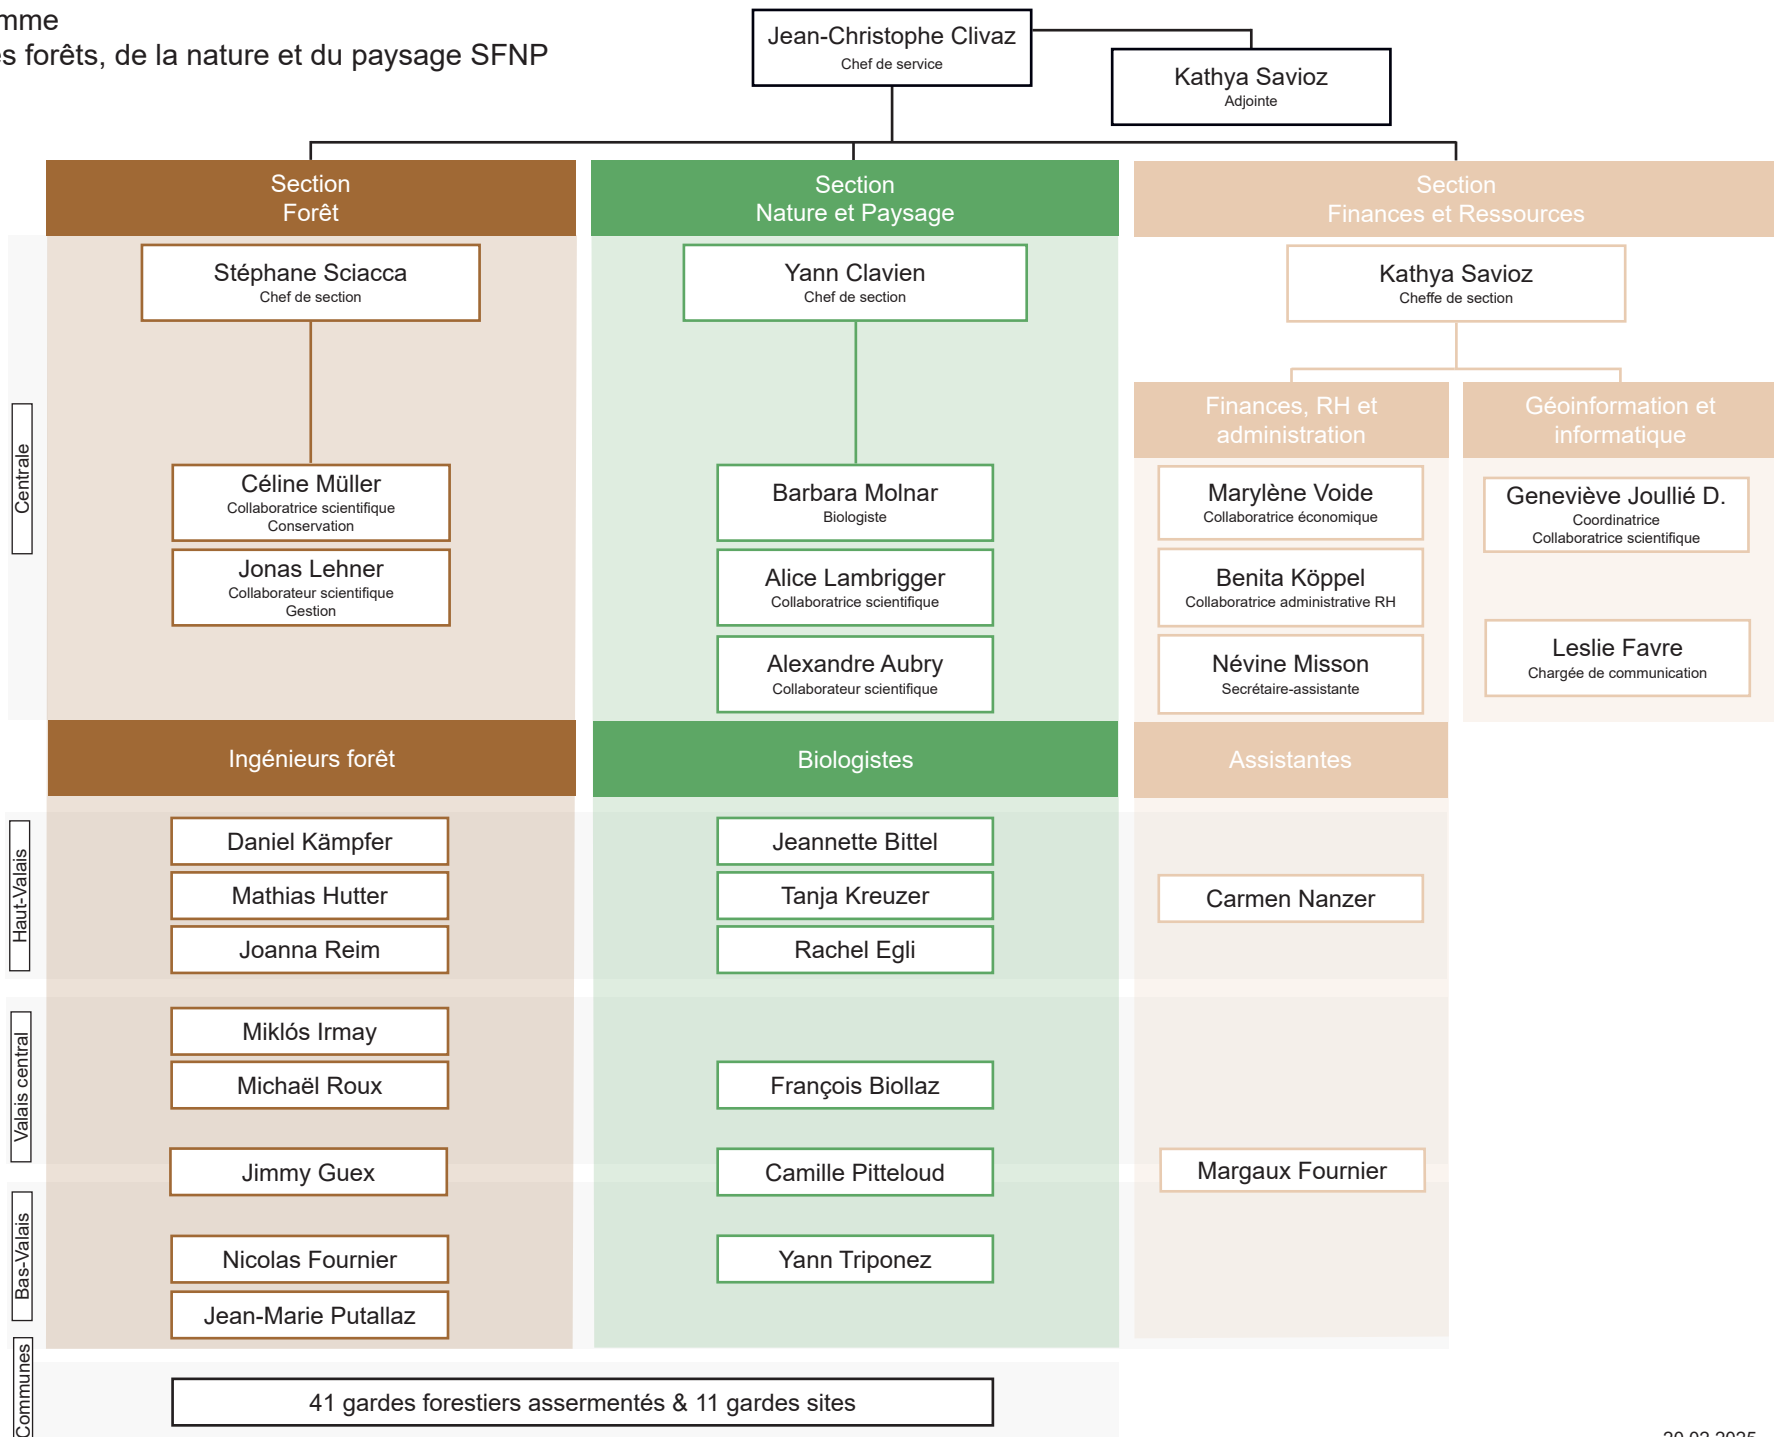 mme
es forêts, de la nature et du paysage SFNP
Jean-Christophe Clivaz
Chef de service
Kathya Savioz
Adjointe
Section
Forêt
Section
Nature et Paysage
Section
Finances et Ressources
Centrale
Stéphane Sciacca
Chef de section
Yann Clavien
Chef de section
Kathya Savioz
Cheffe de section
Finances, RH et
administration
Géoinformation et
informatique
Céline Müller
Collaboratrice scientifique
Conservation
Jonas Lehner
Collaborateur scientifique
Gestion
Barbara Molnar
Biologiste
Alice Lambrigger
Collaboratrice scientifique
Alexandre Aubry
Collaborateur scientifique
Marylène Voide
Collaboratrice économique
Benita Köppel
Collaboratrice administrative RH
Névine Misson
Secrétaire-assistante
Geneviève Joullié D.
Coordinatrice
Collaboratrice scientifique
Leslie Favre
Chargée de communication
Ingénieurs forêt
Biologistes
Assistantes
Haut-Valais
Daniel Kämpfer
Mathias Hutter
Joanna Reim
Jeannette Bittel
Tanja Kreuzer
Rachel Egli
Carmen Nanzer
Valais central
Miklós Irmay
Michaël Roux
Jimmy Guex
François Biollaz
Camille Pitteloud
Margaux Fournier
Bas-Valais
Nicolas Fournier
Jean-Marie Putallaz
Yann Triponez
Communes
41 gardes forestiers assermentés & 11 gardes sites